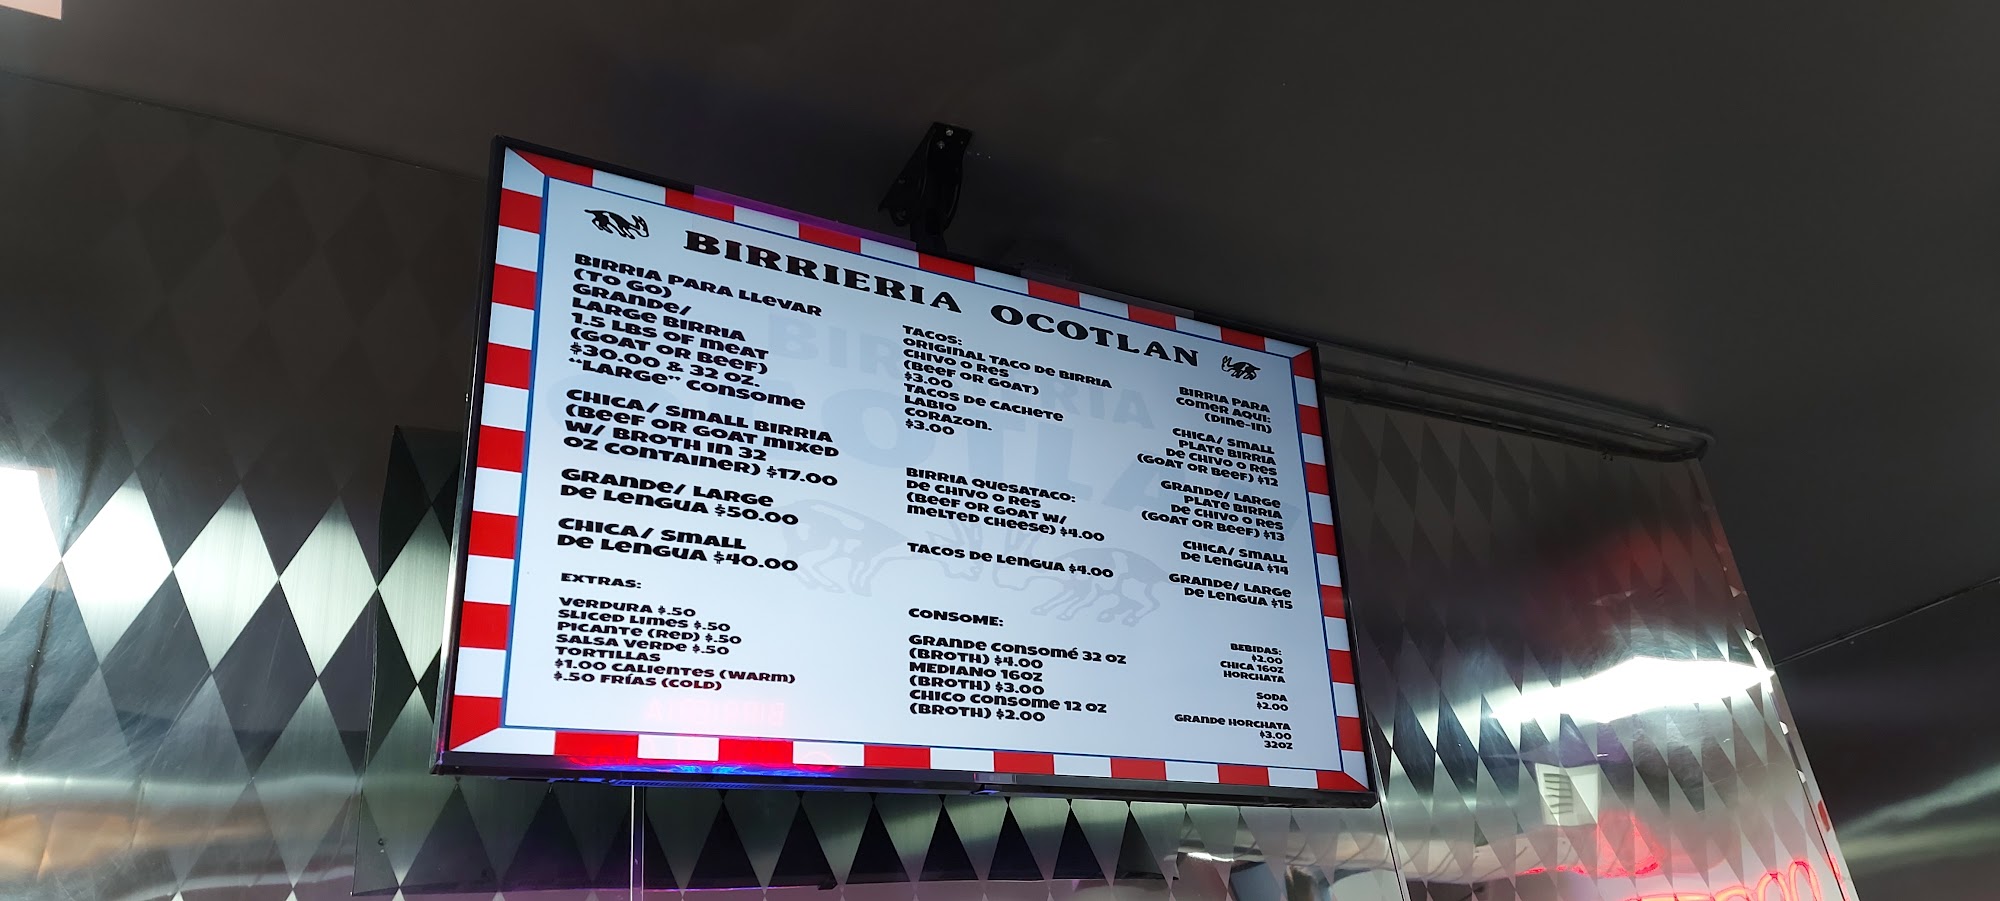 BIRRIERIA OCOTLAN
BIRRIA PARA LLEVAR
(TO GO)
GRANDE/
LARGE BIRRIA
1.5 LBS OF MEAT
(GOAT OR BEEF)
$30.00 & 32 OZ.
"LARGE" CONSOME
CHICA/ SMALL BIRRIA
(BEEF OR GOAT MIXED
W/ BROTH IN 32
OZ CONTAINER) $17.00
GRANDE/ LARGE
DE LENGUA $50.00
CHICA/ SMALL
DE LENGUA $40.00
EXTRAS:
VERDURA $.50
SLICED LIMES $.50
PICANTE (RED) $.50
SALSA VERDE $.50
TORTILLAS
$1.00 CALIENTES (WARM)
$.50 FRÍAS (COLD)
TACOS:
ORIGINAL TACO DE BIRRIA
CHIVO O RES
(BEEF OR GOAT)
$3.00
TACOS DE CACHETE
LABIO
CORAZON.
$3.00
BIRRIA QUESATACO:
DE CHIVO O RES
(BEEF OR GOAT W/
MELTED CHEESE) $4.00
TACOS DE LENGUA $4.00
CONSOME:
GRANDE CONSOMÉ 32 OZ
(BROTH) $4.00
MEDIANO 16OZ
(BROTH) $3.00
CHICO CONSOME 12 OZ
(BROTH) $2.00
BIRRIA PARA
COMER AQUI:
(DINE-IN)
CHICA/ SMALL
PLATE BIRRIA
DE CHIVO O RES
(GOAT OR BEEF) $12
GRANDE/ LARGE
PLATE BIRRIA
DE CHIVO O RES
(GOAT OR BEEF) $13
CHICA/ SMALL
DE LENGUA $14
GRANDE/ LARGE
DE LENGUA $15
BEBIDAS:
$2.00
CHICA 16OZ
HORCHATA
SODA
$2.00
GRANDE HORCHATA
$3.00
32OZ